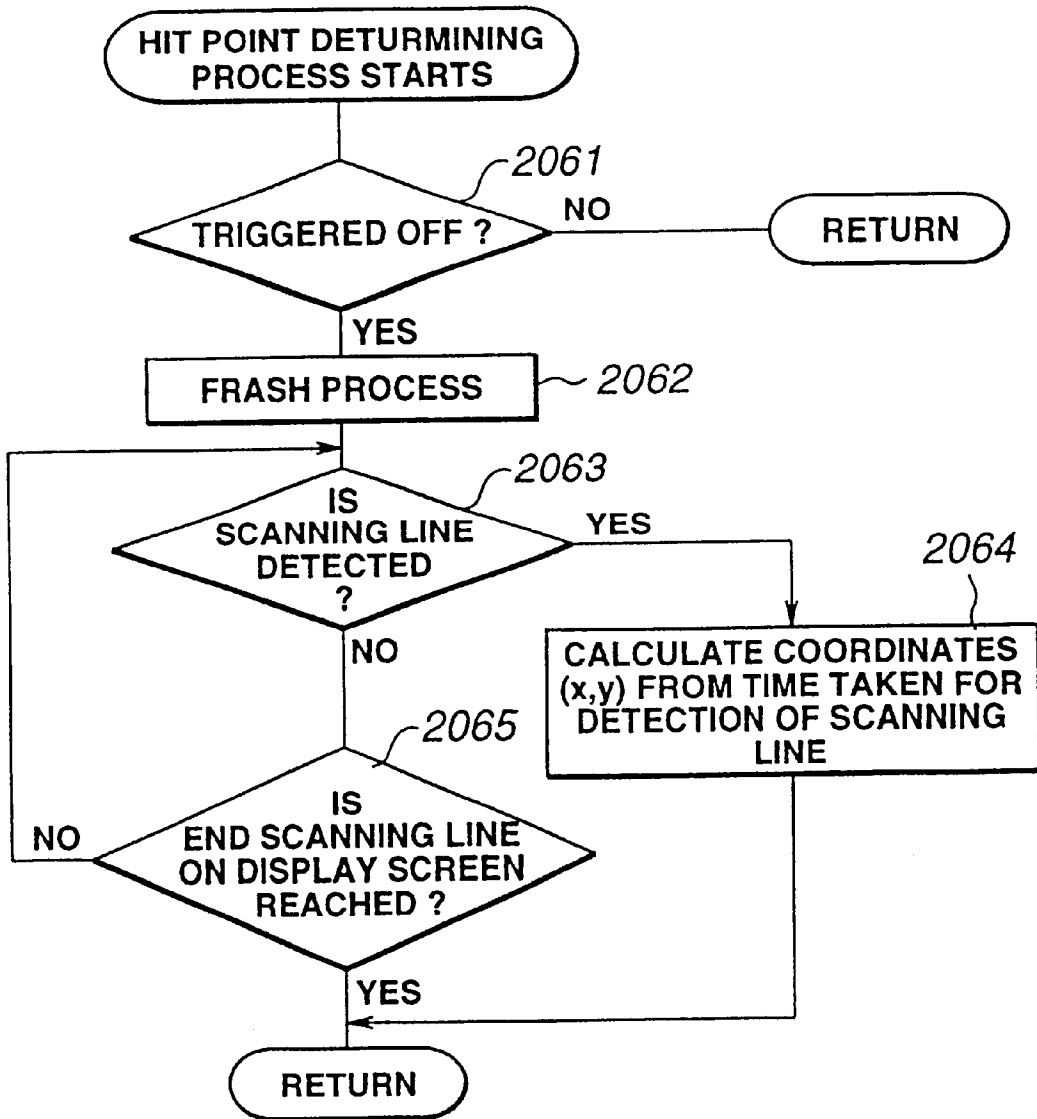 HIT POINT DETURMINING
PROCESS STARTS
2061
TRIGGERED OFF ?
NO
RETURN
YES
FRASH PROCESS
2062
2063
IS
SCANNING LINE
DETECTED
?
YES
NO
2064
CALCULATE COORDINATES
(x,y) FROM TIME TAKEN FOR
DETECTION OF SCANNING
LINE
2065
IS
END SCANNING LINE
ON DISPLAY SCREEN
REACHED ?
NO
YES
RETURN